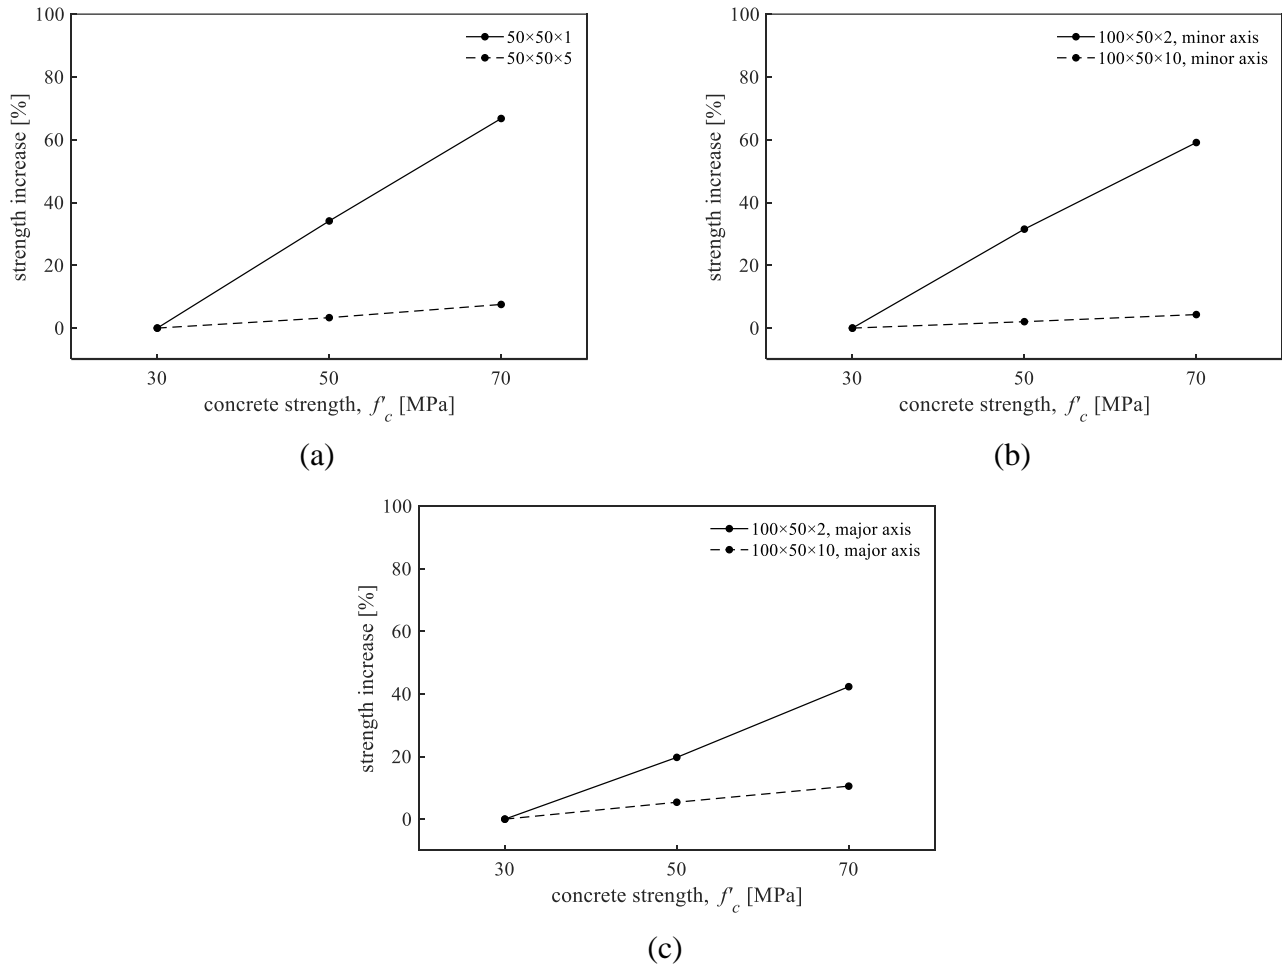 100
80
60
40
20
0
strength increase [%]
50×50×1
50×50×5
30 50 70
concrete strength, f′c [MPa]
(a)
100
80
60
40
20
0
strength increase [%]
100×50×2, minor axis
100×50×10, minor axis
30 50 70
concrete strength, f′c [MPa]
(b)
100
80
60
40
20
0
strength increase [%]
100×50×2, major axis
100×50×10, major axis
30 50 70
concrete strength, f′c [MPa]
(c)